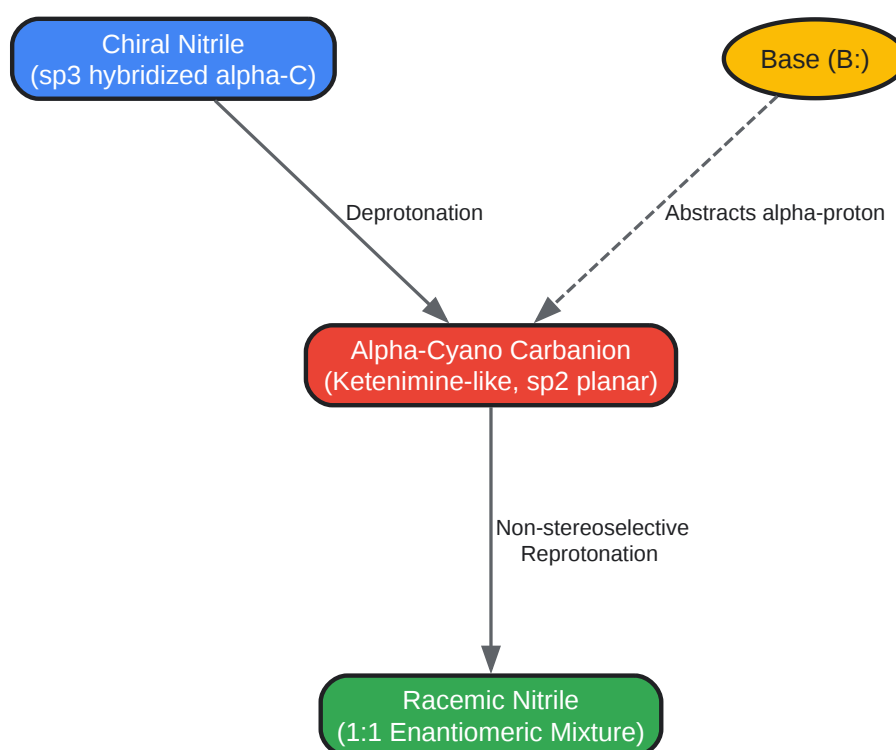 Chiral Nitrile
(sp3 hybridized alpha-C)
Base (B:)
Deprotonation
Abstracts alpha-proton
Alpha-Cyano Carbanion
(Ketenimine-like, sp2 planar)
Non-stereoselective
Reprotonation
Racemic Nitrile
(1:1 Enantiomeric Mixture)